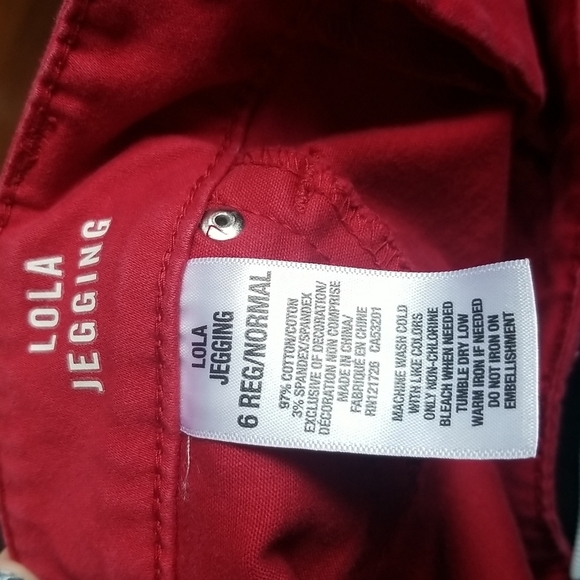 LOLA
JEGGING
LOLA
JEGGING
6 REG/NORMAL
97% COTTON/COTON
3% SPANDEX/SPANDEX
EXCLUSIVE OF DECORATION/
DÉCORATION NON COMPRISE
MADE IN CHINA/
FABRIQUÉ EN CHINE
RN121726 CA53201
MACHINE WASH COLD
WITH LIKE COLORS
ONLY NON-CHLORINE
BLEACH WHEN NEEDED
TUMBLE DRY LOW
WARM IRON IF NEEDED
DO NOT IRON ON
EMBELLISHMENT